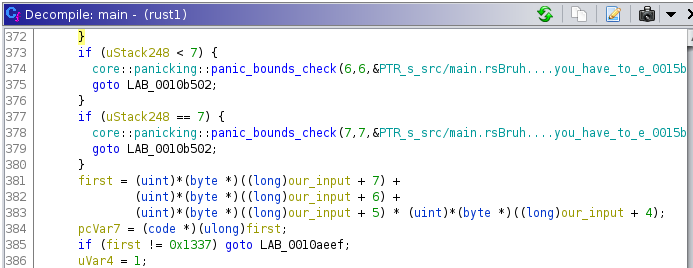 Decompile: main - (rust1)
372 }
373 if (uStack248 < 7) {
374 core::panicking::panic_bounds_check(6,6,&PTR_s_src/main.rsBruh....you_have_to_e_0015b
375 goto LAB_0010b502;
376 }
377 if (uStack248 == 7) {
378 core::panicking::panic_bounds_check(7,7,&PTR_s_src/main.rsBruh....you_have_to_e_0015b
379 goto LAB_0010b502;
380 }
381 first = (uint)*(byte *)((long)our_input + 7) +
382 (uint)*(byte *)((long)our_input + 6) +
383 (uint)*(byte *)((long)our_input + 5) * (uint)*(byte *)((long)our_input + 4);
384 pcVar7 = (code *)(ulong)first;
385 if (first != 0x1337) goto LAB_0010aeef;
386 uVar4 = 1;